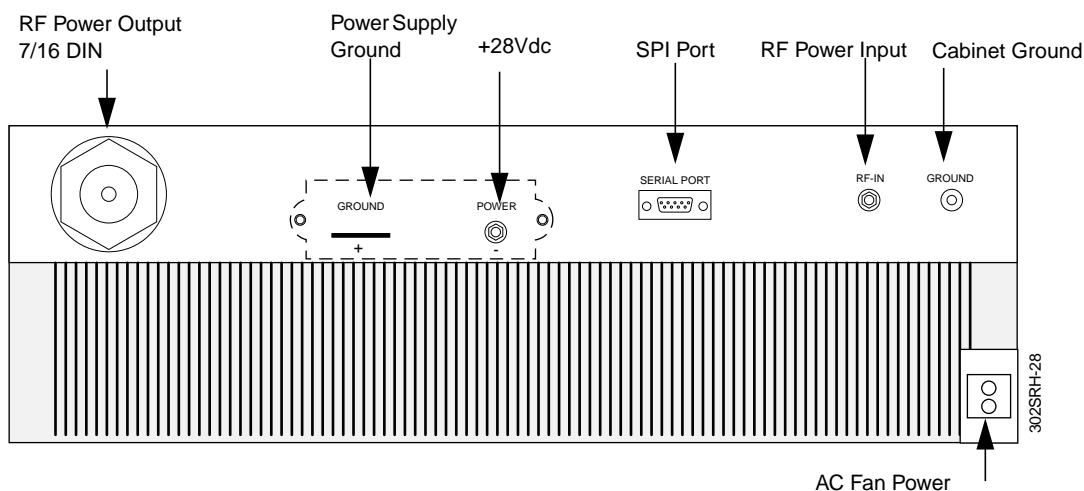 RF Power Output
7/16 DIN
Power Supply
Ground
+28Vdc
SPI Port
RF Power Input
Cabinet Ground
SERIAL PORT
RF-IN
GROUND
GROUND
POWER
+
-
302SRH-28
AC Fan Power